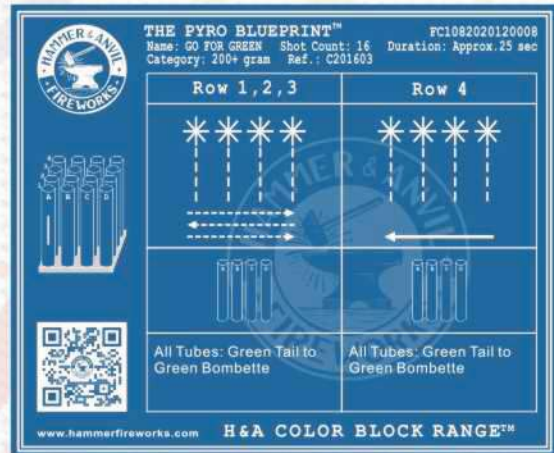 HAMMER & ANVIL
FIREWORKS
THE PYRO BLUEPRINT™ FC1082020120008
Name: GO FOR GREEN Shot Count: 16 Duration: Approx.25 sec
Category: 200+ gram Ref.: C201603
Row 1,2,3 Row 4
A B C D
All Tubes: Green Tail to
Green Bombette
All Tubes: Green Tail to
Green Bombette
www.hammerfireworks.com H&A COLOR BLOCK RANGE™